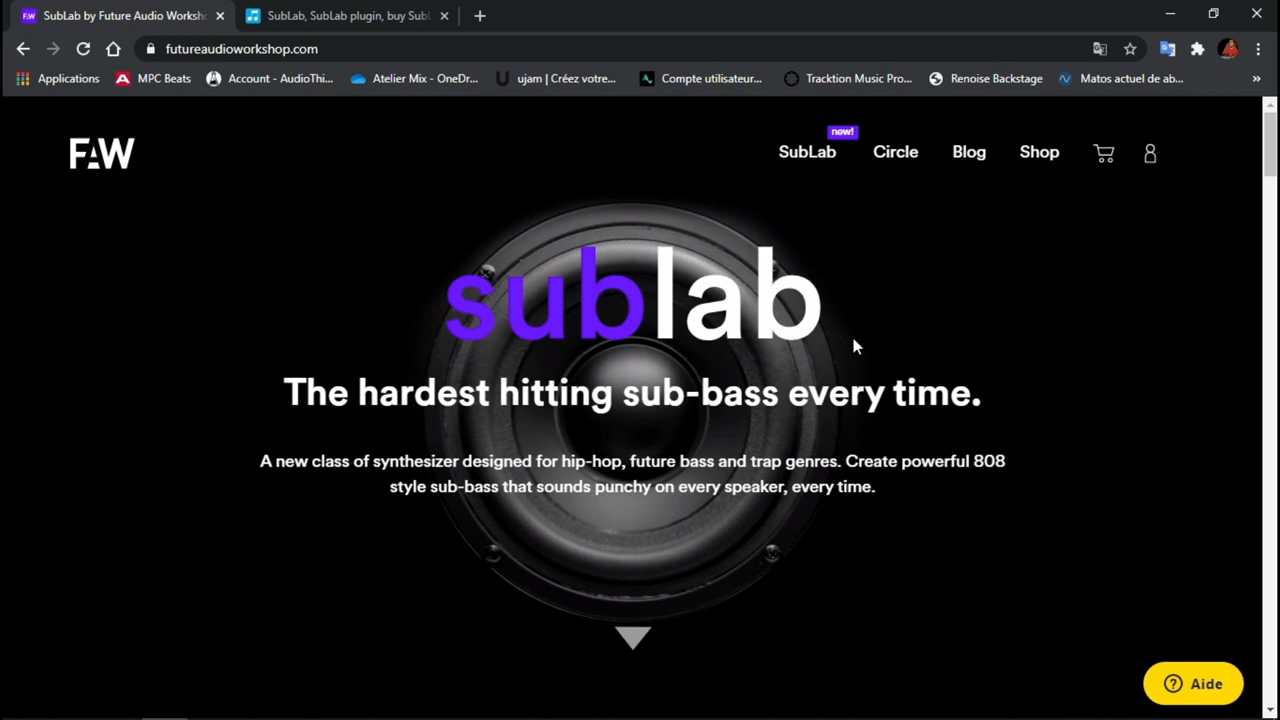 SubLab by Future Audio Worksho
SubLab, SubLab plugin, buy SubL
futureaudioworkshop.com
Applications
MPC Beats
Account - AudioThi...
Atelier Mix - OneDr...
ujam | Créez votre...
Compte utilisateur...
Tracktion Music Pro...
Renoise Backstage
Matos actuel de ab...
FAW
new!
SubLab
Circle
Blog
Shop
sublab
The hardest hitting sub-bass every time.
A new class of synthesizer designed for hip-hop, future bass and trap genres. Create powerful 808
style sub-bass that sounds punchy on every speaker, every time.
Aide